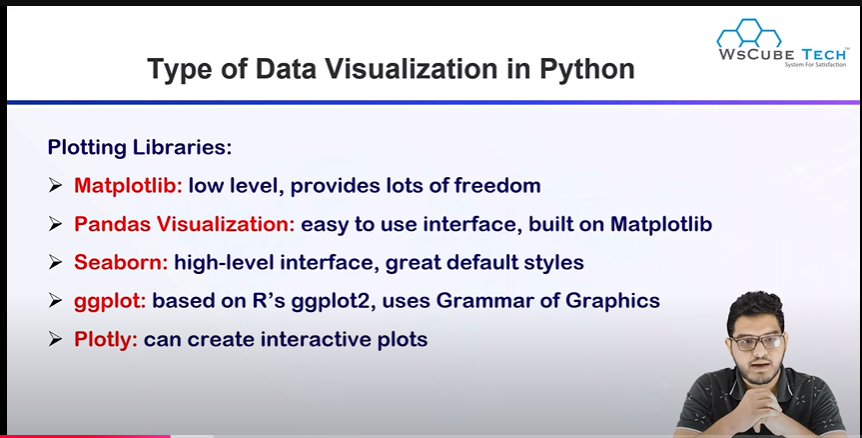 WsCube Tech
System For Satisfaction
Type of Data Visualization in Python
Plotting Libraries:
➢ Matplotlib: low level, provides lots of freedom
➢ Pandas Visualization: easy to use interface, built on Matplotlib
➢ Seaborn: high-level interface, great default styles
➢ ggplot: based on R's ggplot2, uses Grammar of Graphics
➢ Plotly: can create interactive plots